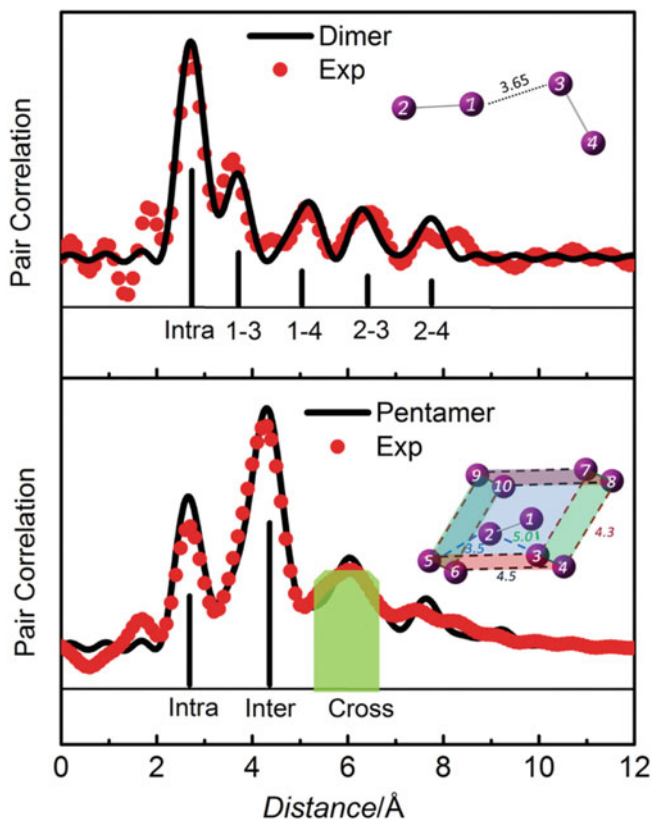 Dimer
Exp
3.65
2 1 3
4
Pair Correlation
Intra 1-3 1-4 2-3 2-4
Pentamer
Exp
9 7
10 8
1
2
3.5 5.01 4.3
5 3
6 4
4.5
Pair Correlation
Intra Inter Cross
0 2 4 6 8 10 12
Distance/Å